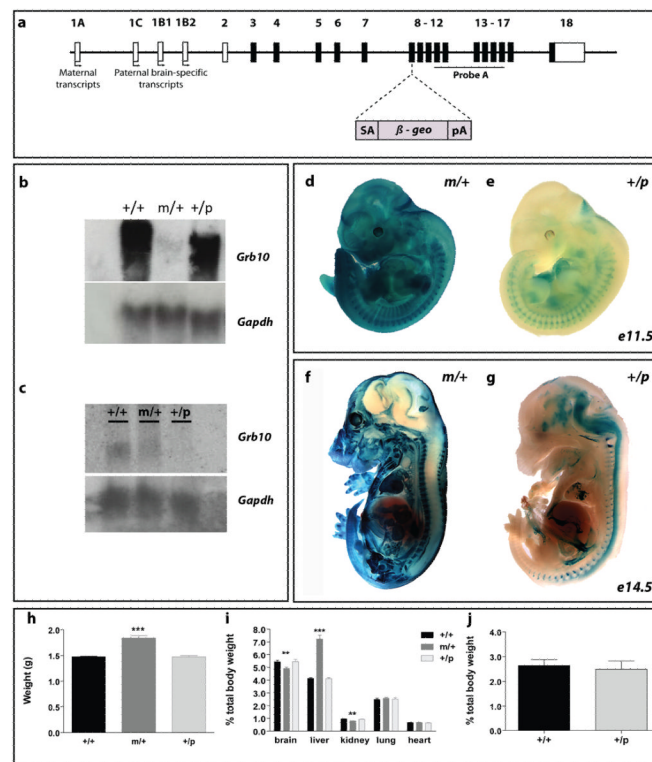 a
1A 1C 1B1 1B2 2 3 4 5 6 7 8 - 12 13 - 17 18
Maternal transcripts
Paternal brain-specific transcripts
Probe A
SA ß - geo pA
b
+/+ m/+ +/p
Grb10
Gapdh
c
+/+ m/+ +/p
Grb10
Gapdh
d m/+
e +/p
e11.5
f m/+
g +/p
e14.5
h
Weight (g)
2.5
2.0
1.5
1.0
0.5
0.0
***
+/+ m/+ +/p
i
% total body weight
8.0
7.0
6.0
5.0
4.0
3.0
2.0
1.0
0.0
** *** **
+/+
m/+
+/p
brain liver kidney lung heart
j
% total body weight
4.0
3.0
2.0
1.0
0.0
+/+ +/p